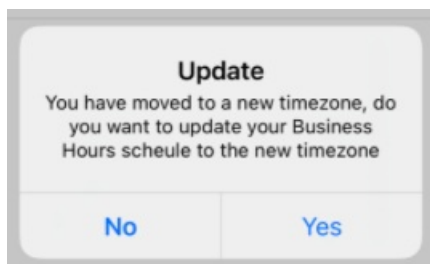 Update
You have moved to a new timezone, do
you want to update your Business
Hours scheule to the new timezone
No
Yes